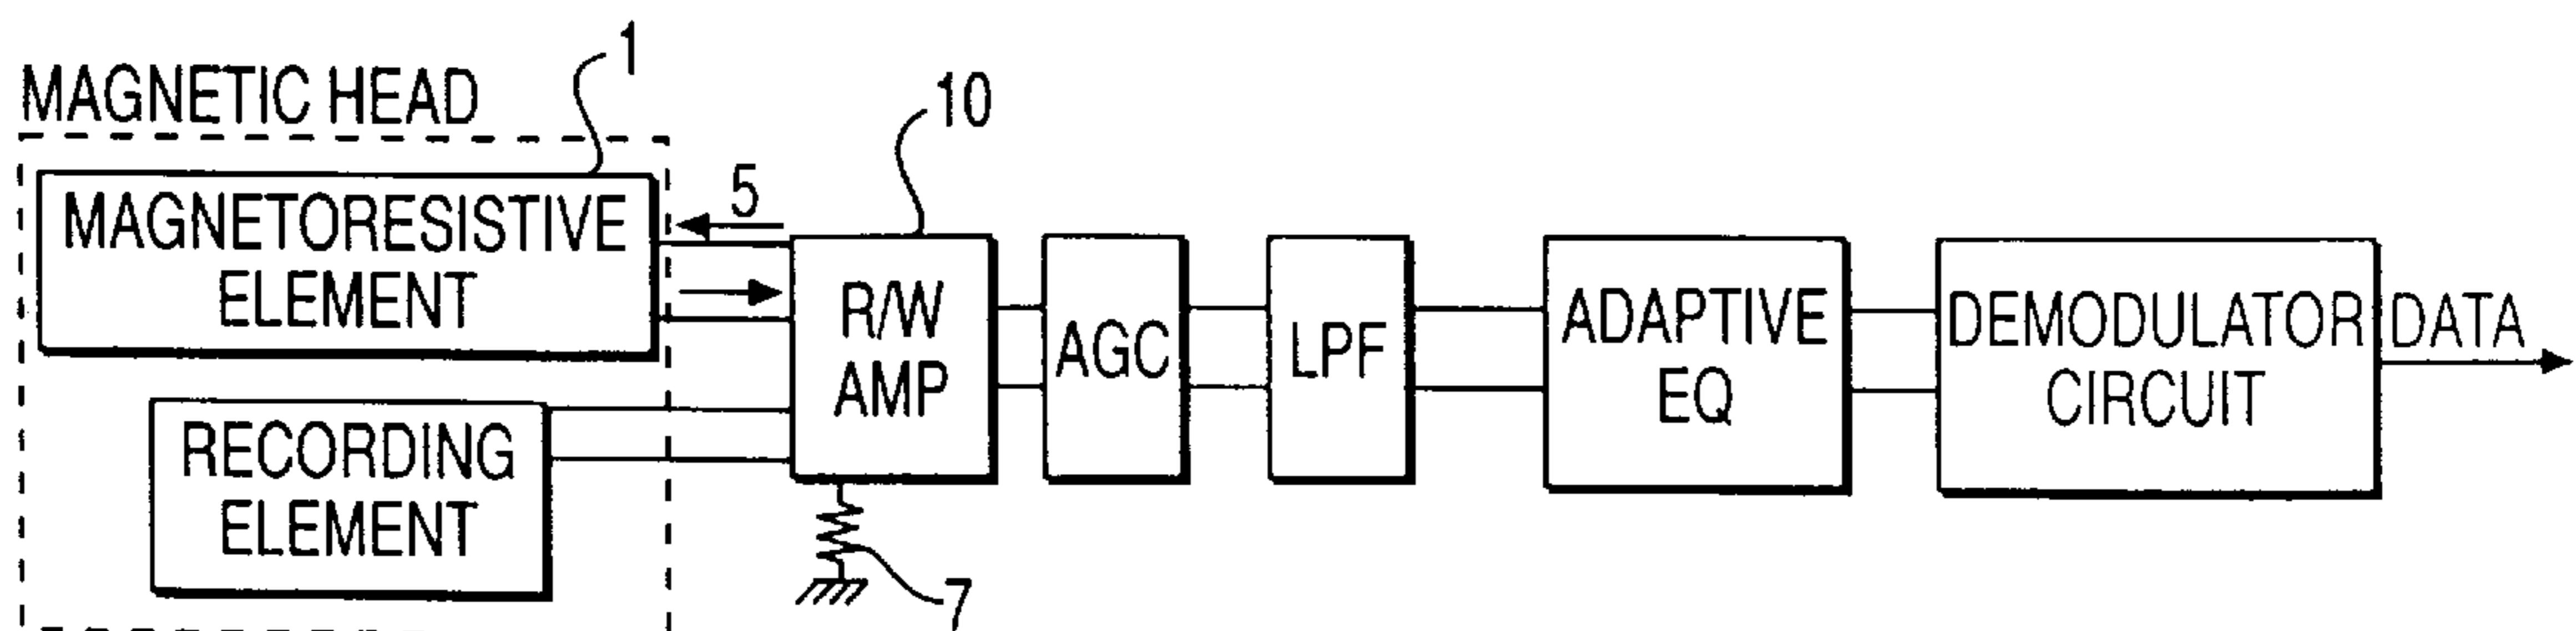 MAGNETIC HEAD
1
10
MAGNETORESISTIVE
ELEMENT
5
R/W
AMP
AGC
LPF
ADAPTIVE
EQ
DEMODULATOR
CIRCUIT
DATA
RECORDING
ELEMENT
7